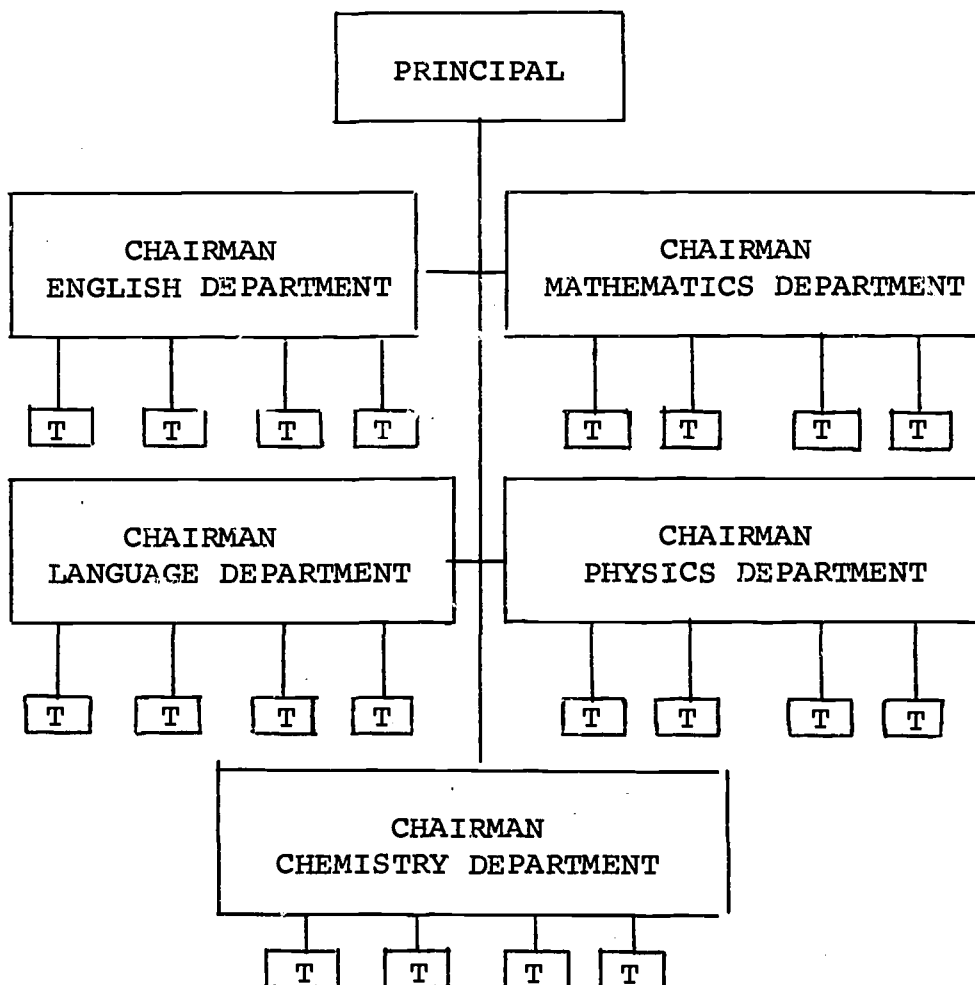 PRINCIPAL
CHAIRMAN
ENGLISH DEPARTMENT
CHAIRMAN
MATHEMATICS DEPARTMENT
T T T T
T T T T
CHAIRMAN
LANGUAGE DEPARTMENT
CHAIRMAN
PHYSICS DEPARTMENT
T T T T
T T T T
CHAIRMAN
CHEMISTRY DEPARTMENT
T T T T